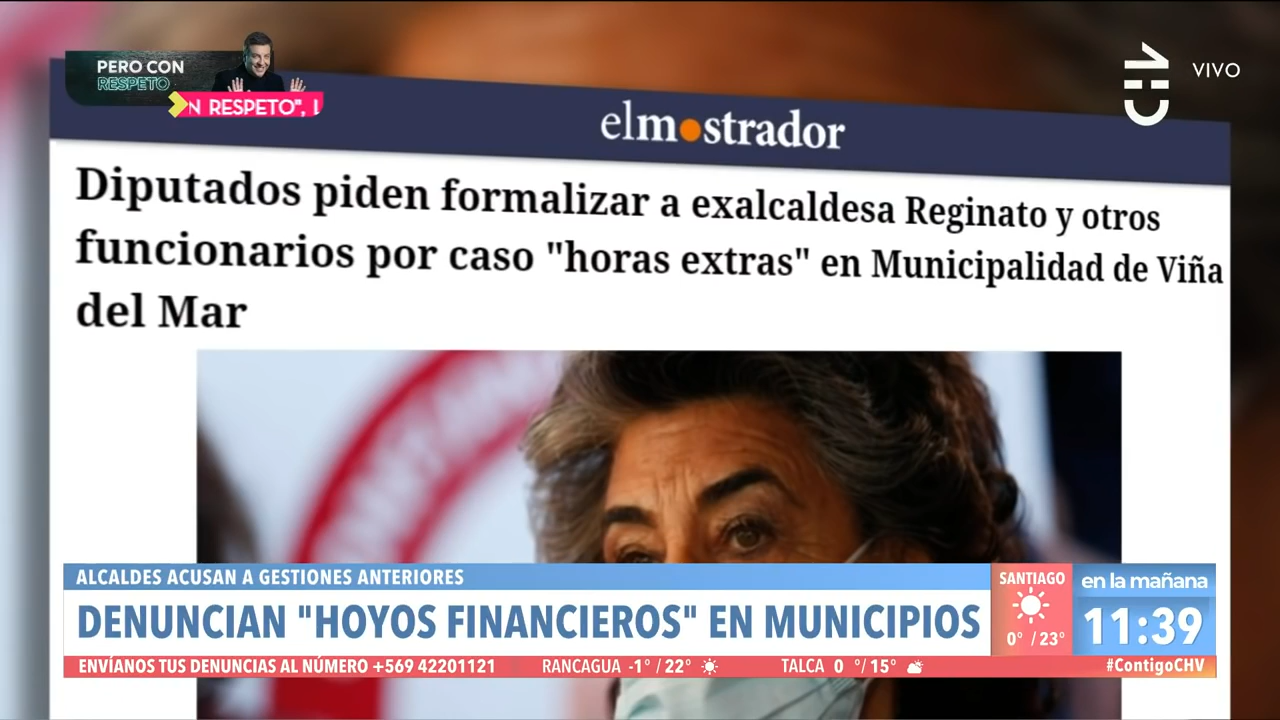 PERO CON
RESPETO
N RESPETO",
CHV
VIVO
elmostrador
Diputados piden formalizar a exalcaldesa Reginato y otros
funcionarios por caso "horas extras" en Municipalidad de Viña
del Mar
ALCALDES ACUSAN A GESTIONES ANTERIORES
DENUNCIAN "HOYOS FINANCIEROS" EN MUNICIPIOS
SANTIAGO
0° / 23°
en la mañana
11:39
ENVÍANOS TUS DENUNCIAS AL NÚMERO +569 42201121
RANCAGUA -1° / 22°
TALCA 0 °/ 15°
#ContigoCHV